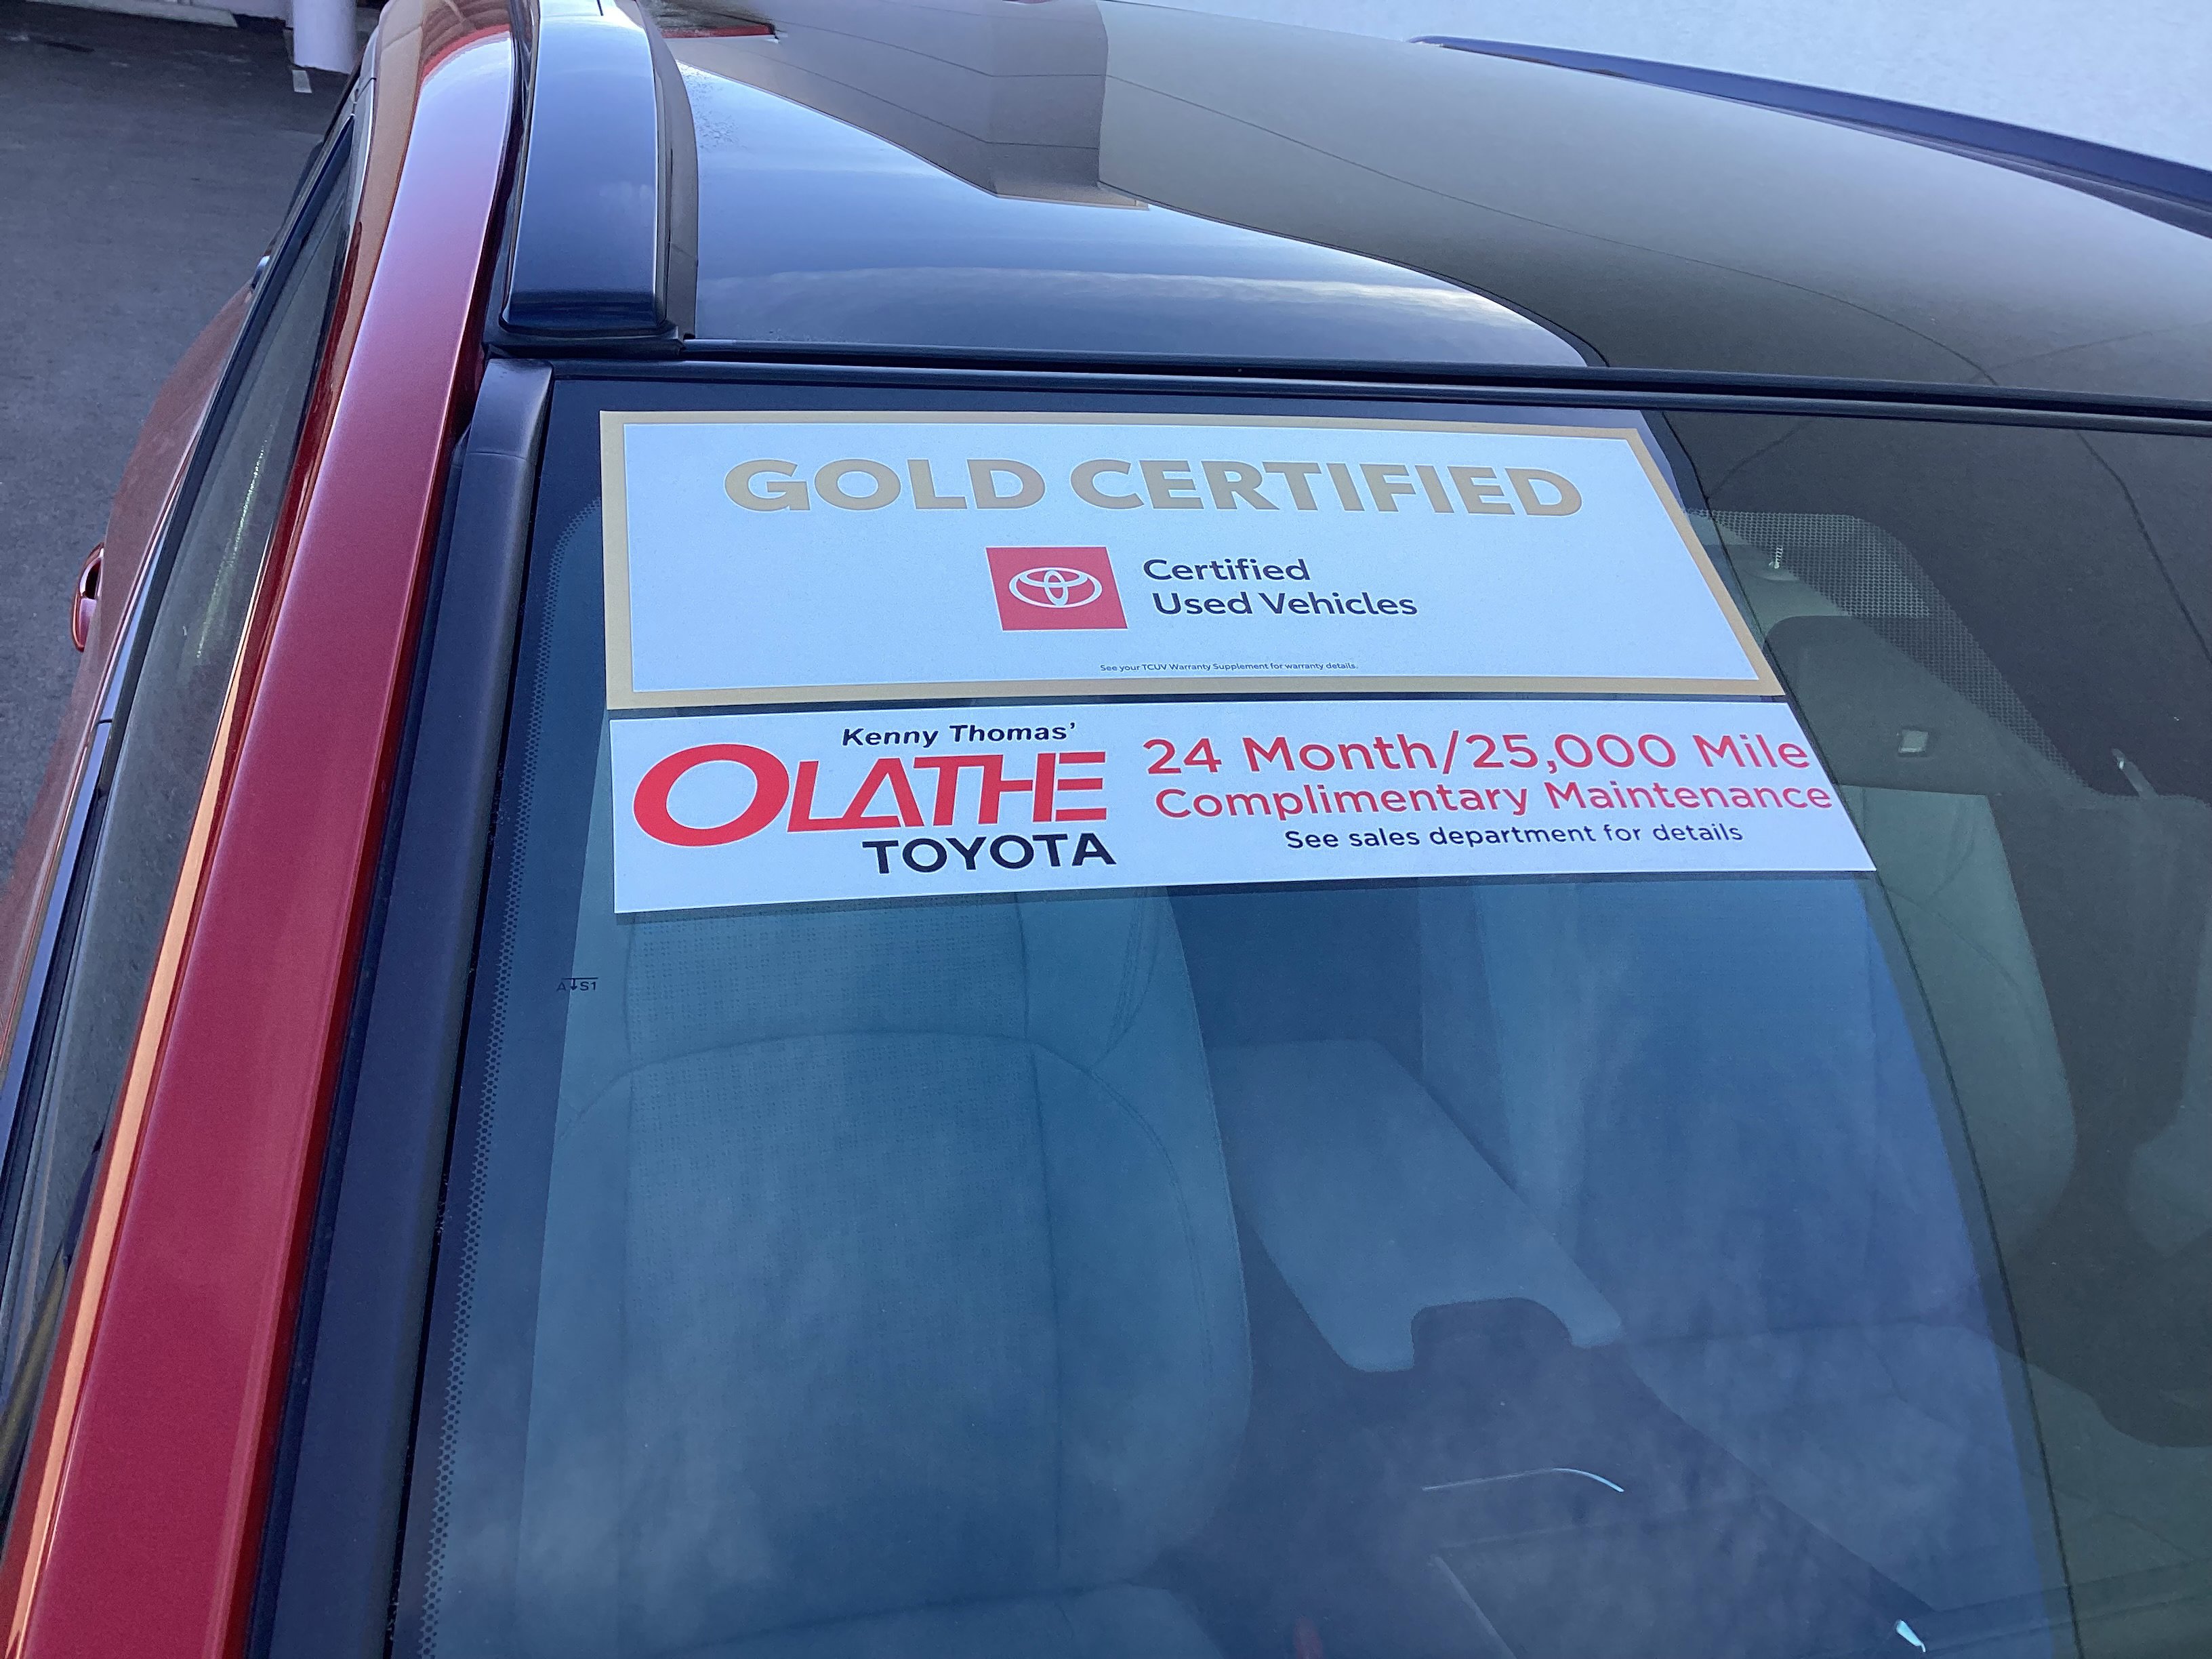 GOLD CERTIFIED
Certified
Used Vehicles
See your TCUV Warranty Supplement for warranty details.
Kenny Thomas'
OLATHE
TOYOTA
24 Month/25,000 Mile
Complimentary Maintenance
See sales department for details
A↓S1